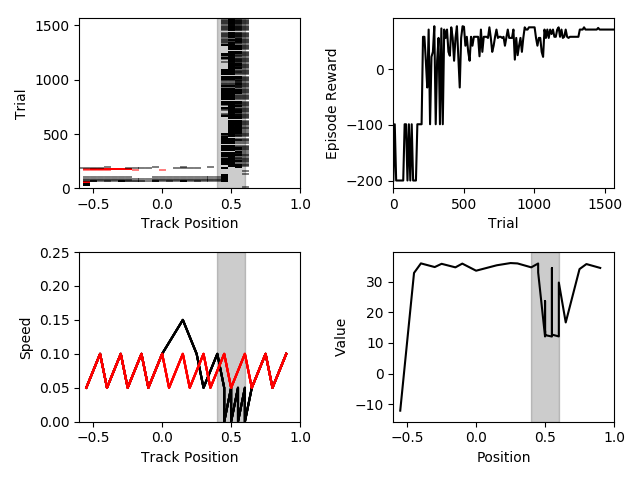 1500
1000
500
0
−0.5 0.0 0.5 1.0
Trial
Track Position
0
−100
−200
0 500 1000 1500
Episode Reward
Trial
0.25
0.20
0.15
0.10
0.05
0.00
−0.5 0.0 0.5 1.0
Speed
Track Position
30
20
10
0
−10
−0.5 0.0 0.5 1.0
Value
Position